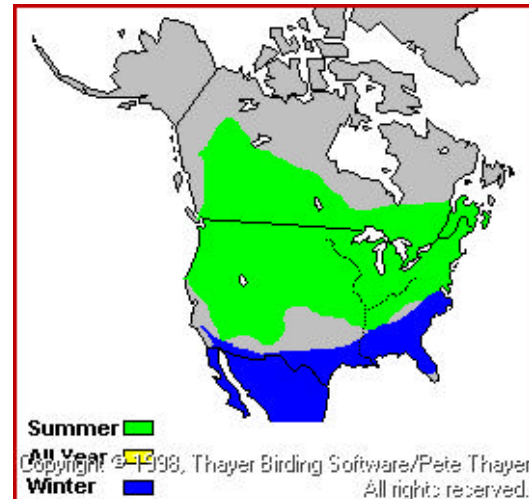 Summer
All Year
Copyright © 1998, Thayer Birding Software/Pete Thayer
Winter
All rights reserved.